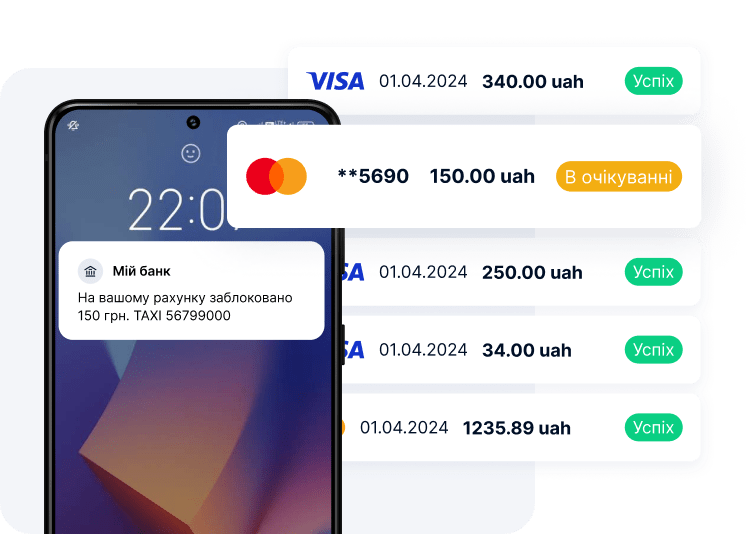 VISA 01.04.2024 340.00 uah Успіх
**5690 150.00 uah В очікуванні
22:0
Мій банк
На вашому рахунку заблоковано
150 грн. TAXI 56799000
SA 01.04.2024 250.00 uah Успіх
SA 01.04.2024 34.00 uah Успіх
01.04.2024 1235.89 uah Успіх